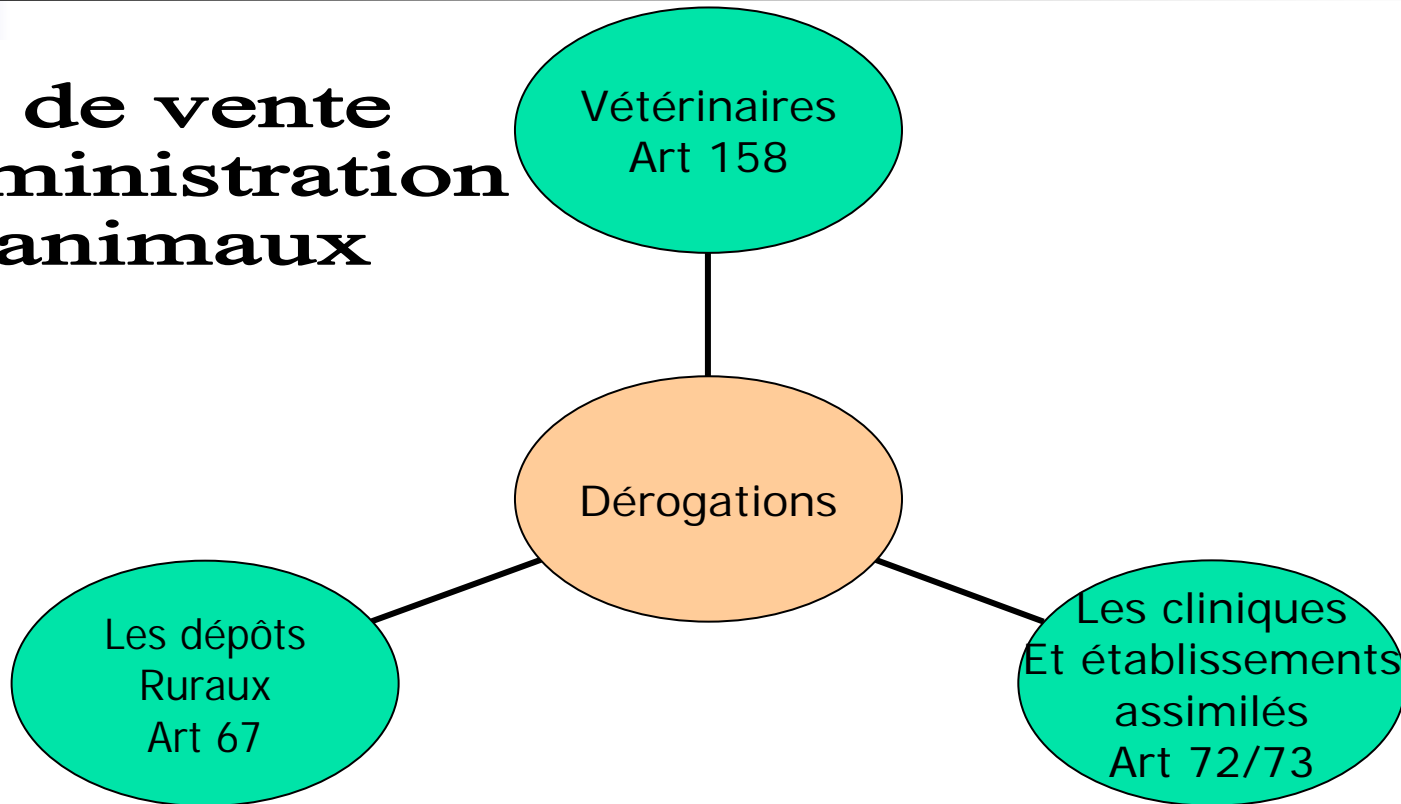 de vente
ministration
animaux
Vétérinaires
Art 158
Dérogations
Les dépôts
Ruraux
Art 67
Les cliniques
Et établissements
assimilés
Art 72/73